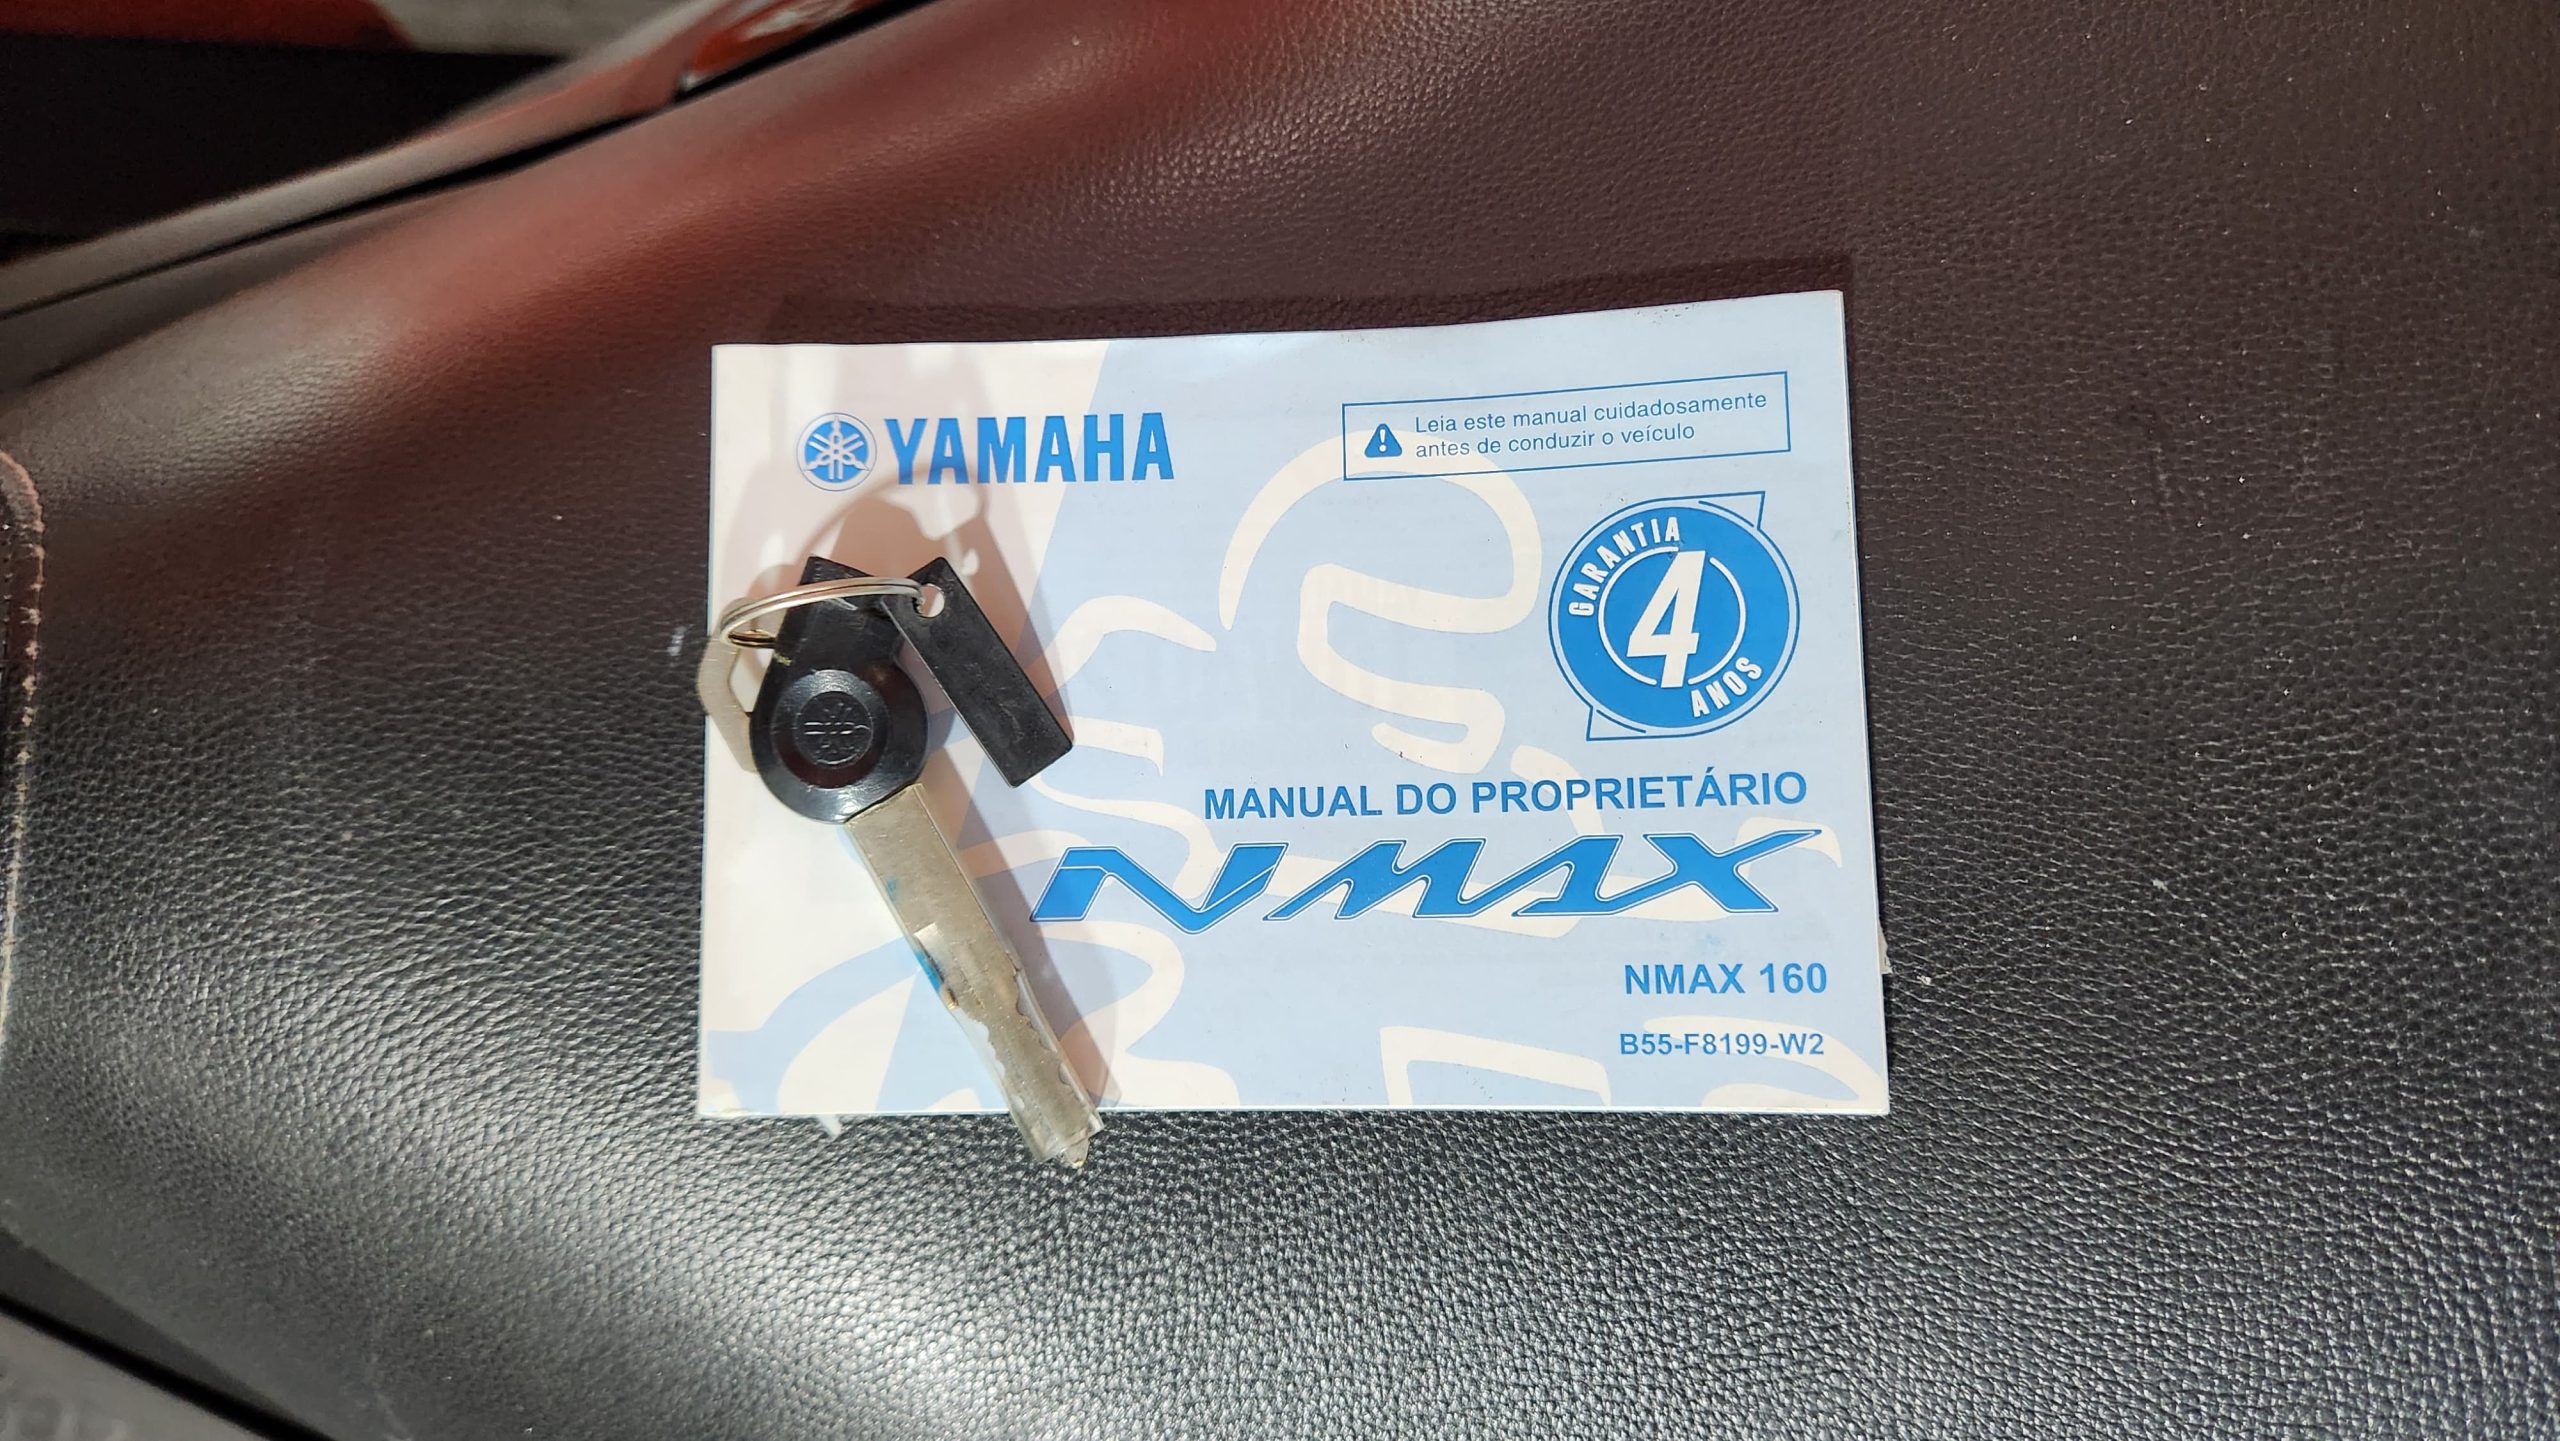 YAMAHA
Leia este manual cuidadosamente
antes de conduzir o veículo
GARANTIA
4
ANOS
MANUAL DO PROPRIETÁRIO
NMAX
NMAX 160
B55-F8199-W2